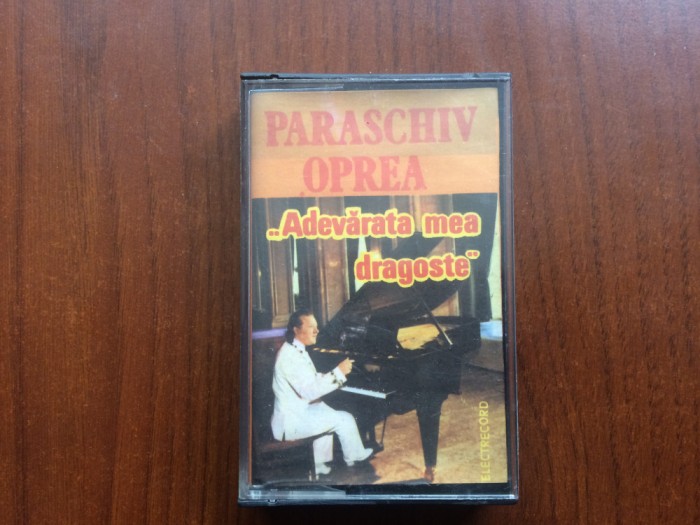 PARASCHIV
OPREA
„Adevărata mea
dragoste"
ELECTRECORD